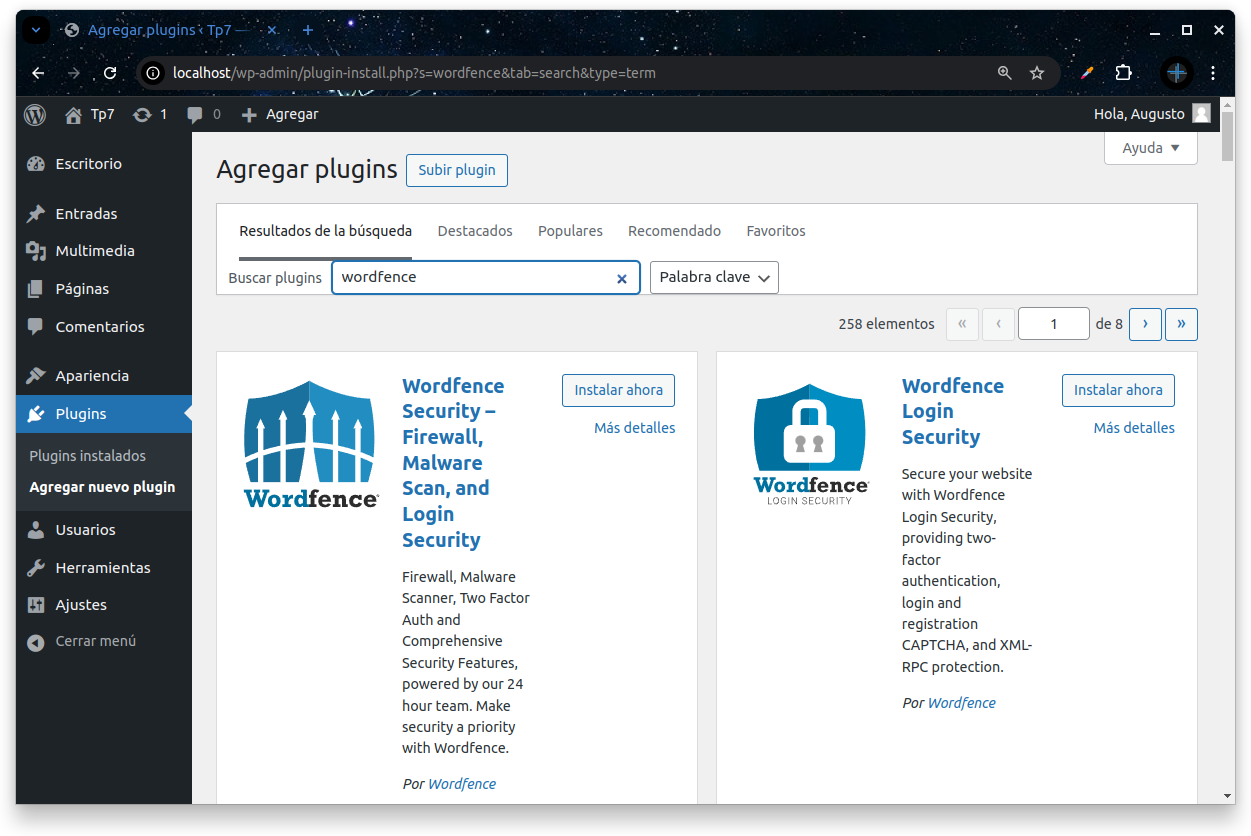 Agregar plugins ‹ Tp7 —
localhost/wp-admin/plugin-install.php?s=wordfence&tab=search&type=term
Tp7
1
0
Agregar
Hola, Augusto
Escritorio
Entradas
Multimedia
Páginas
Comentarios
Apariencia
Plugins
Plugins instalados
Agregar nuevo plugin
Usuarios
Herramientas
Ajustes
Cerrar menú
Ayuda
Agregar plugins
Subir plugin
Resultados de la búsqueda
Destacados
Populares
Recomendado
Favoritos
Buscar plugins
wordfence
Palabra clave
258 elementos
«
‹
1
de 8
›
»
Wordfence
Wordfence
Security –
Firewall,
Malware
Scan, and
Login
Security
Instalar ahora
Más detalles
Firewall, Malware
Scanner, Two Factor
Auth and
Comprehensive
Security Features,
powered by our 24
hour team. Make
security a priority
with Wordfence.
Por Wordfence
Wordfence
LOGIN SECURITY
Wordfence
Login
Security
Instalar ahora
Más detalles
Secure your website
with Wordfence
Login Security,
providing two-
factor
authentication,
login and
registration
CAPTCHA, and XML-
RPC protection.
Por Wordfence